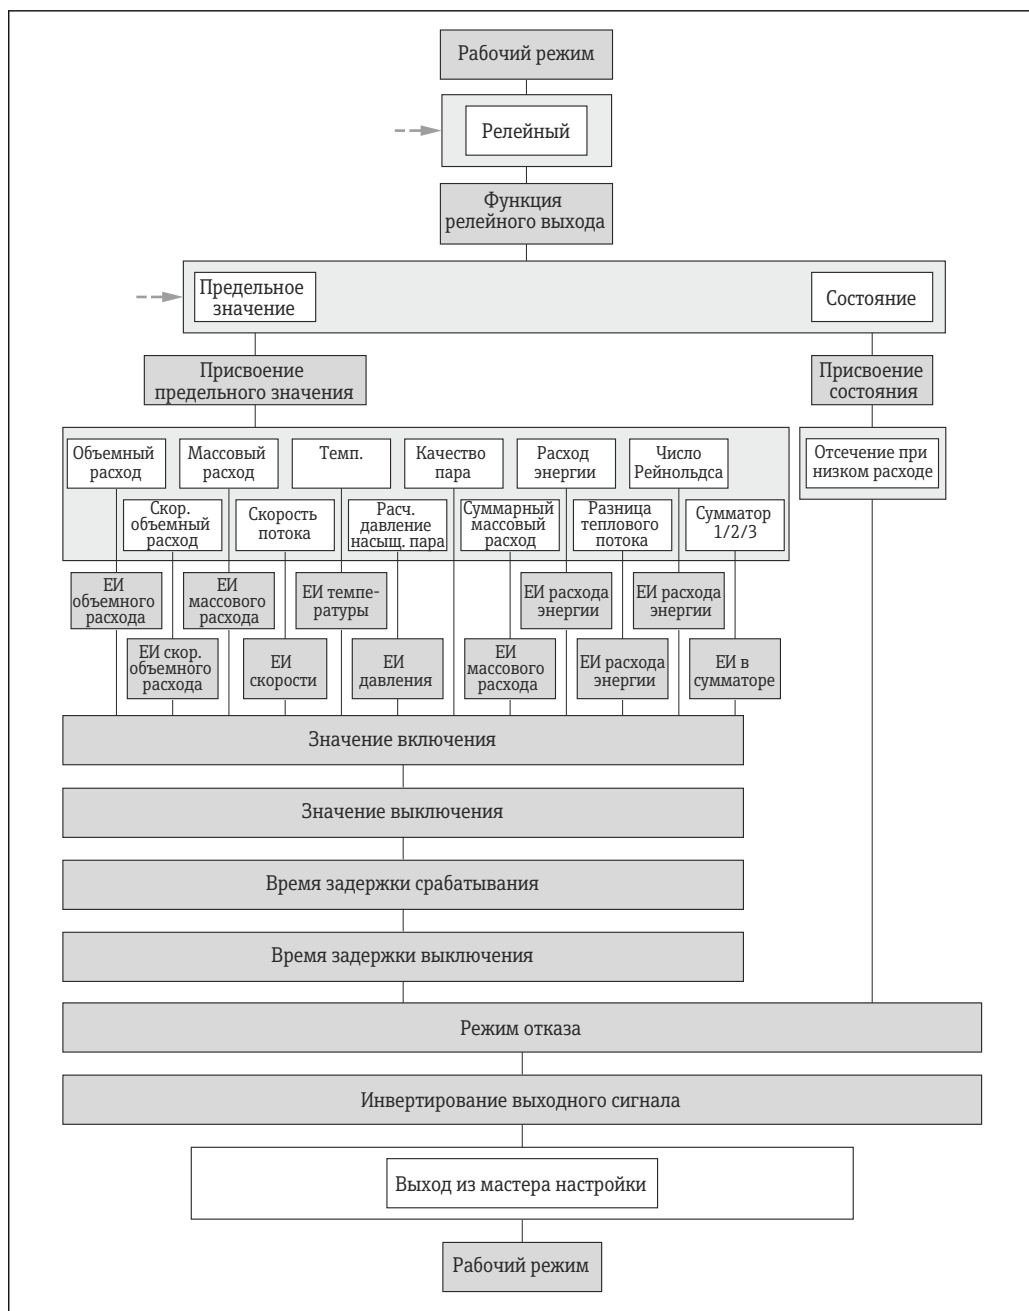 Рабочий режим
Релейный
Функция
релейного выхода
Предельное
значение
Состояние
Присвоение
предельного значения
Присвоение
состояния
Объемный
расход
Массовый
расход
Темп.
Качество
пара
Расход
энергии
Число
Рейнольдса
Отсечение при
низком расходе
Скор.
объемный
расход
Скорость
потока
Расч.
давление
насыщ. пара
Суммарный
массовый
расход
Разница
теплового
потока
Сумматор
1/2/3
ЕИ
объемного
расхода
ЕИ
массового
расхода
ЕИ темпе-
ратуры
ЕИ расхода
энергии
ЕИ расхода
энергии
ЕИ скор.
объемного
расхода
ЕИ
скорости
ЕИ
давления
ЕИ
массового
расхода
ЕИ расхода
энергии
ЕИ в
сумматоре
Значение включения
Значение выключения
Время задержки срабатывания
Время задержки выключения
Режим отказа
Инвертирование выходного сигнала
Выход из мастера настройки
Рабочий режим